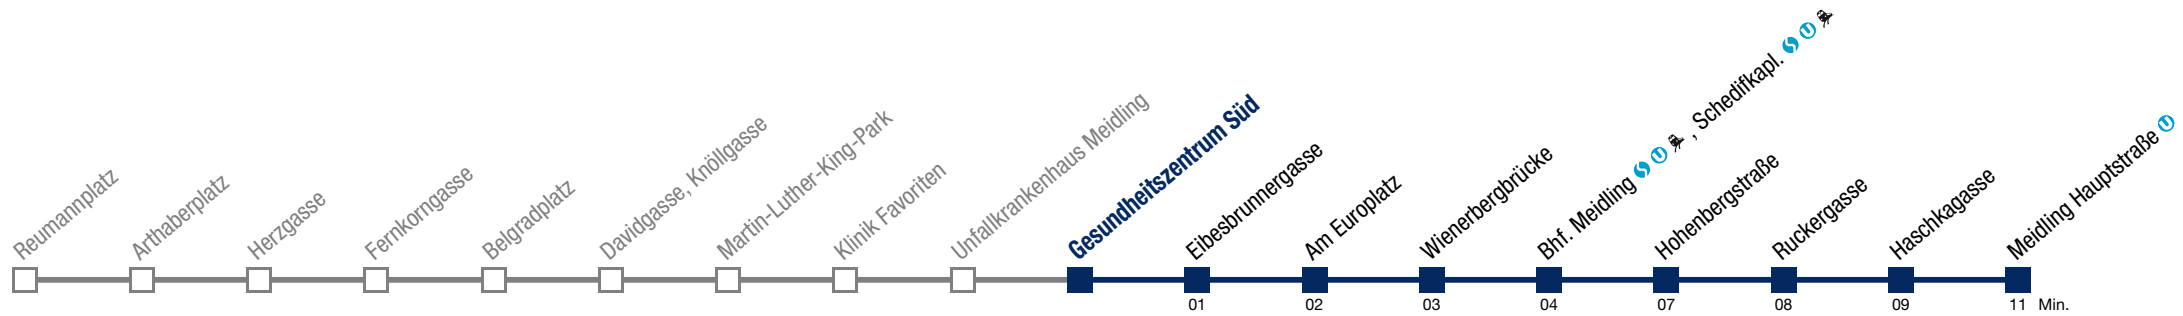 Reumannplatz
Arthaberplatz
Herzgasse
Fernkorngasse
Belgradplatz
Davidgasse, Knöllgasse
Martin-Luther-King-Park
Klinik Favoriten
Unfallkrankenhaus Meidling
Gesundheitszentrum Süd
Eibesbrunnergasse
Am Europlatz
Wienerbergbrücke
Bhf. Meidling S U , Schedifkapl. S U
Hohenbergstraße
Ruckergasse
Haschkagasse
Meidling Hauptstraße U
01 02 03 04 07 08 09 11 Min.